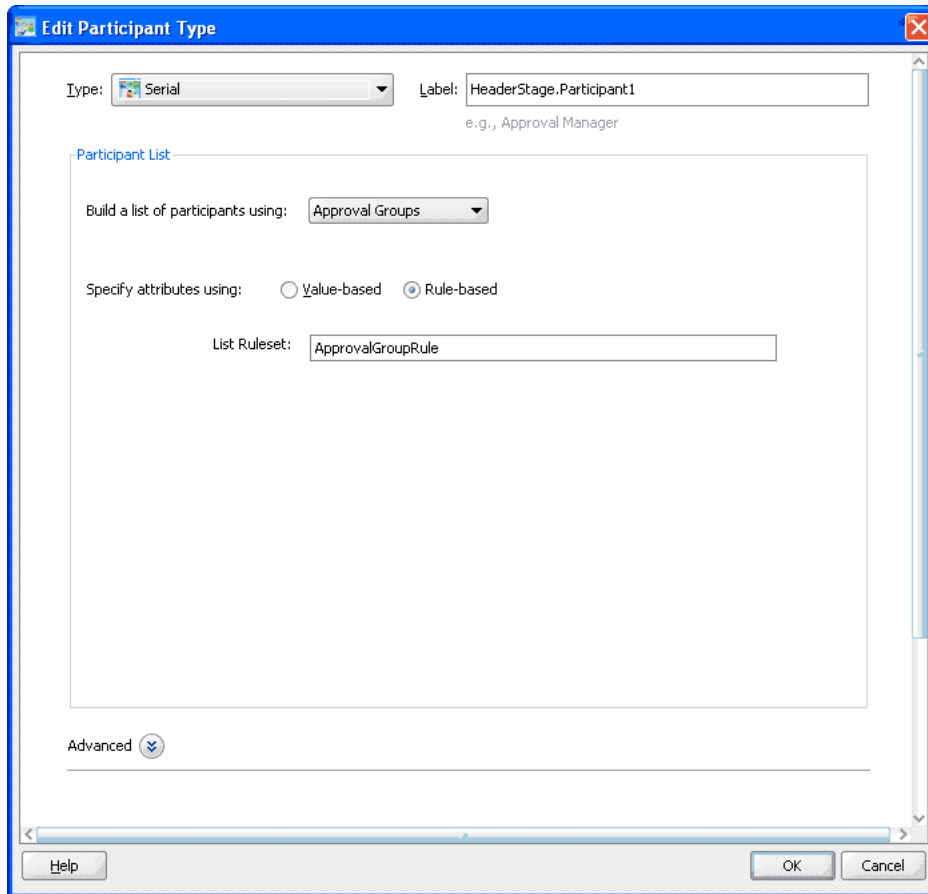 Edit Participant Type
Type: Serial Label: HeaderStage.Participant1
e.g., Approval Manager
Participant List
Build a list of participants using: Approval Groups
Specify attributes using: Value-based Rule-based
List Ruleset: ApprovalGroupRule
Advanced
Help OK Cancel